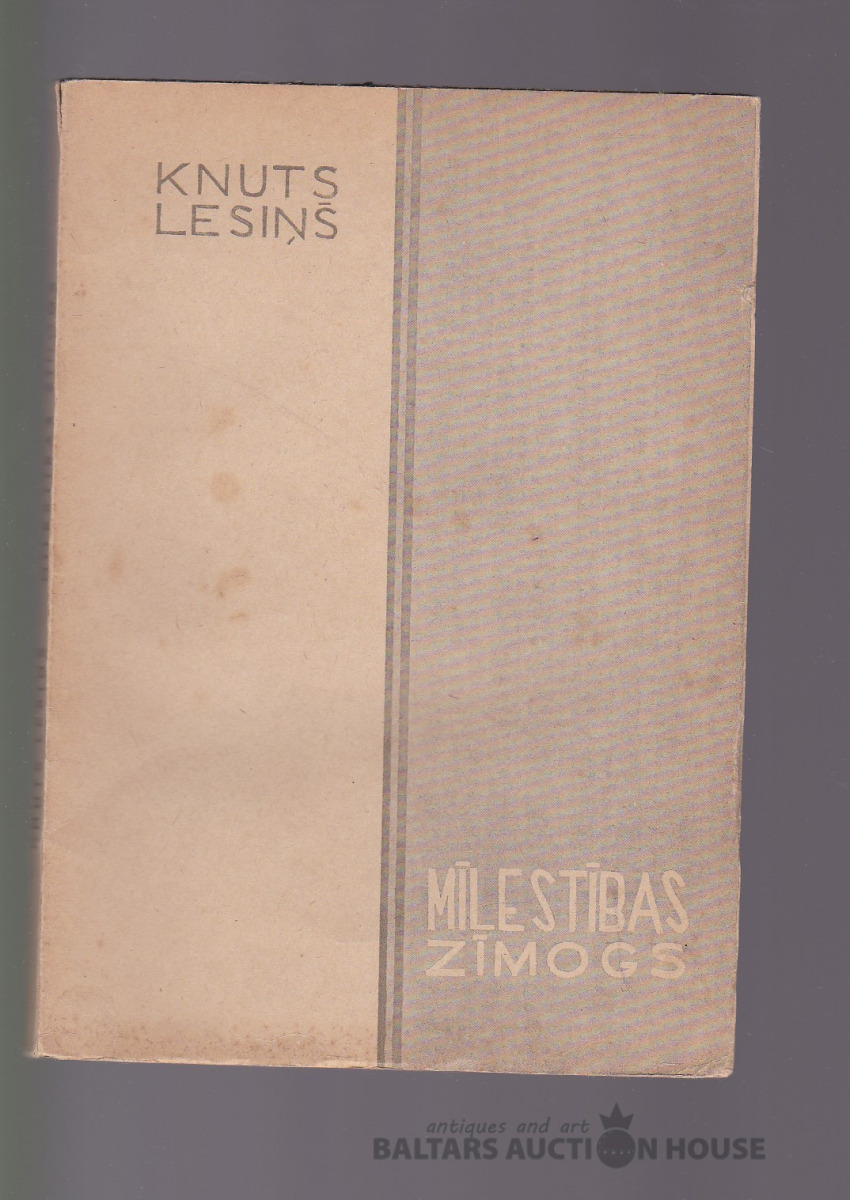 KNUTS
LESIŅŠ
MĪLESTĪBAS
ZĪMOGS
antiques and art
BALTARS AUCTION HOUSE